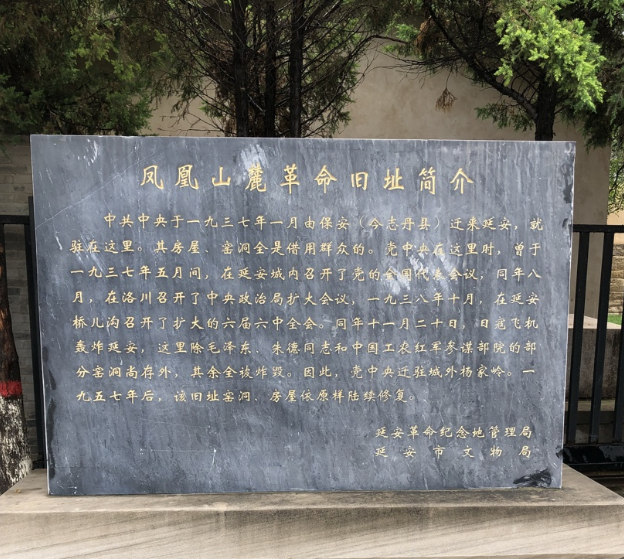 凤凰山麓革命旧址简介
中共中央于一九三七年一月由保安（今志丹县）迁来延安，就
驻在这里。其房屋、窑洞全是借用群众的。党中央在这里时，曾于
一九三七年五月间，在延安城内召开了党的全国代表会议，同年八
月，在洛川召开了中央政治局扩大会议，一九三八年十月，在延安
桥儿沟召开了扩大的六届六中全会。同年十一月二十日，日寇飞机
轰炸延安，这里除毛泽东、朱德同志和中国工农红军参谋部院的部
分窑洞尚存外，其余全被炸毁。因此，党中央迁驻城外杨家岭。一
九五七年后，该旧址窑洞、房屋依原样陆续修复。
延安革命纪念地管理局
延安市文物局